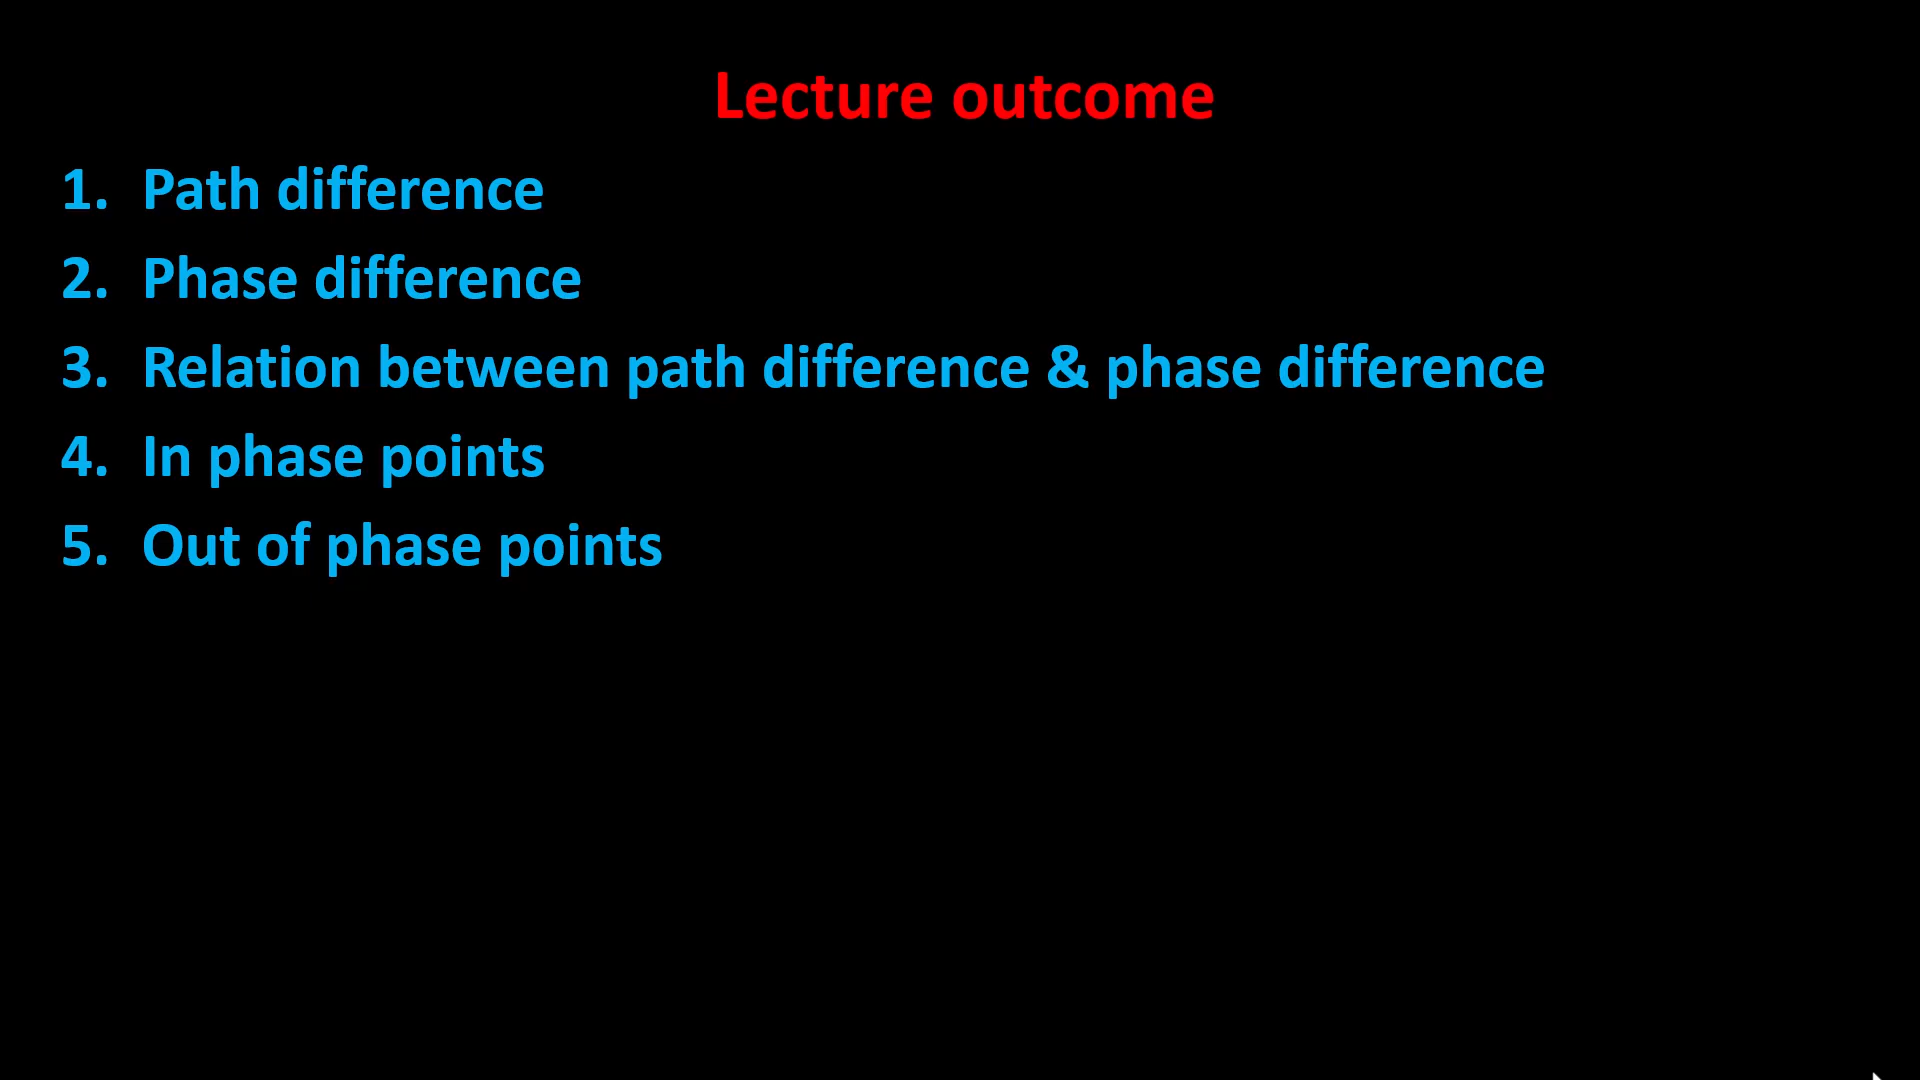 Lecture outcome
1. Path difference
2. Phase difference
3. Relation between path difference & phase difference
4. In phase points
5. Out of phase points